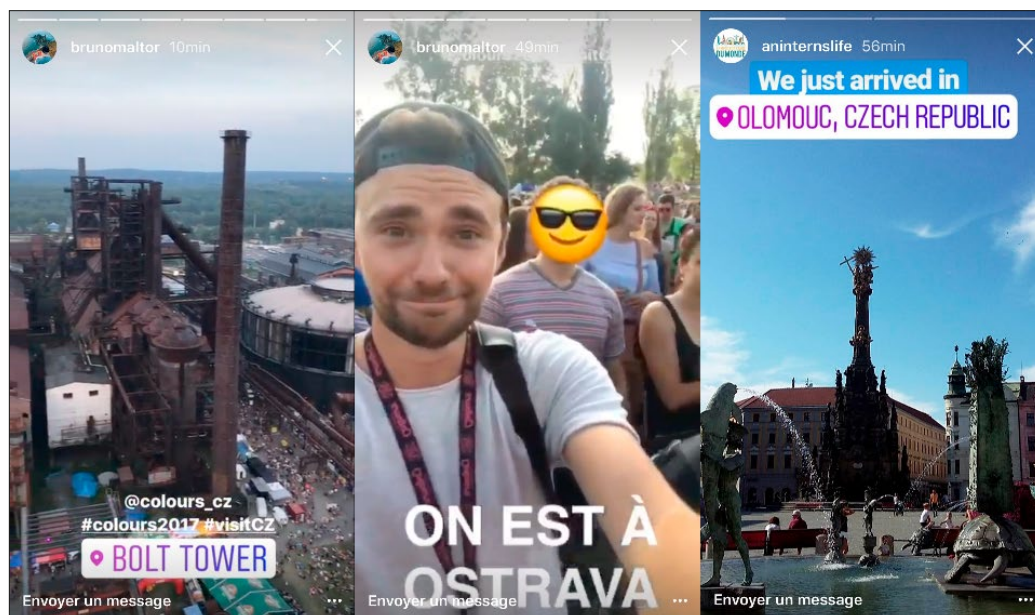 brunomaltor 10min
@colours_cz
#colours2017 #visitCZ
BOLT TOWER
Envoyer un message
brunomaltor 49min
ON EST À
OSTRAVA
Envoyer un message
aninternslife 56min
We just arrived in
OLOMOUC, CZECH REPUBLIC
Envoyer un message